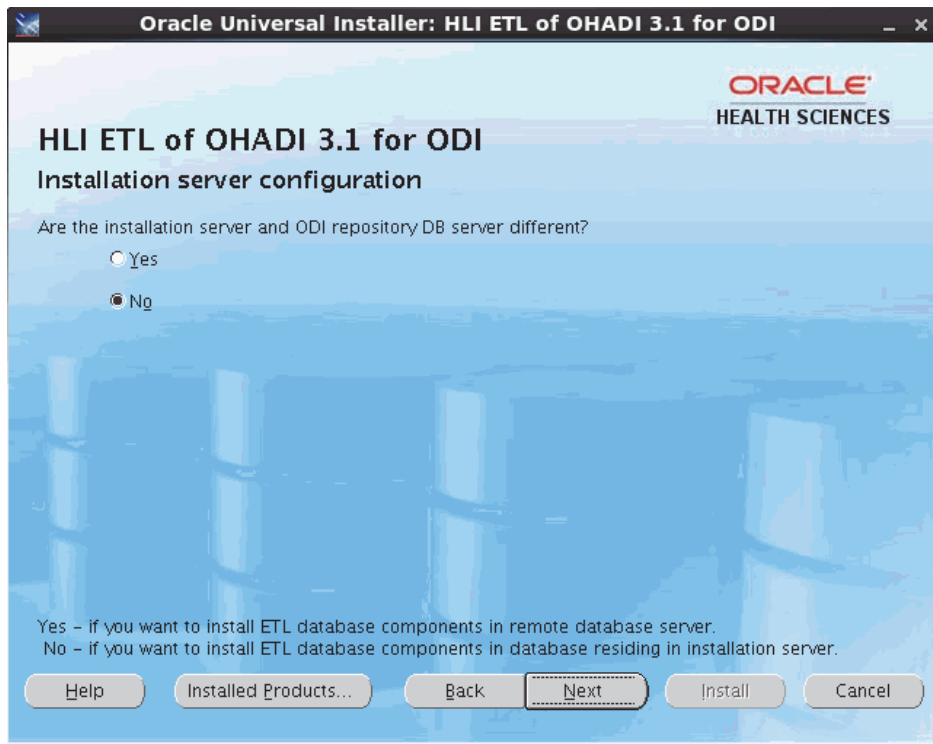 Oracle Universal Installer: HLI ETL of OHADI 3.1 for ODI
ORACLE
HEALTH SCIENCES
HLI ETL of OHADI 3.1 for ODI
Installation server configuration
Are the installation server and ODI repository DB server different?
Yes
No
Yes – if you want to install ETL database components in remote database server.
No – if you want to install ETL database components in database residing in installation server.
Help Installed Products... Back Next Install Cancel